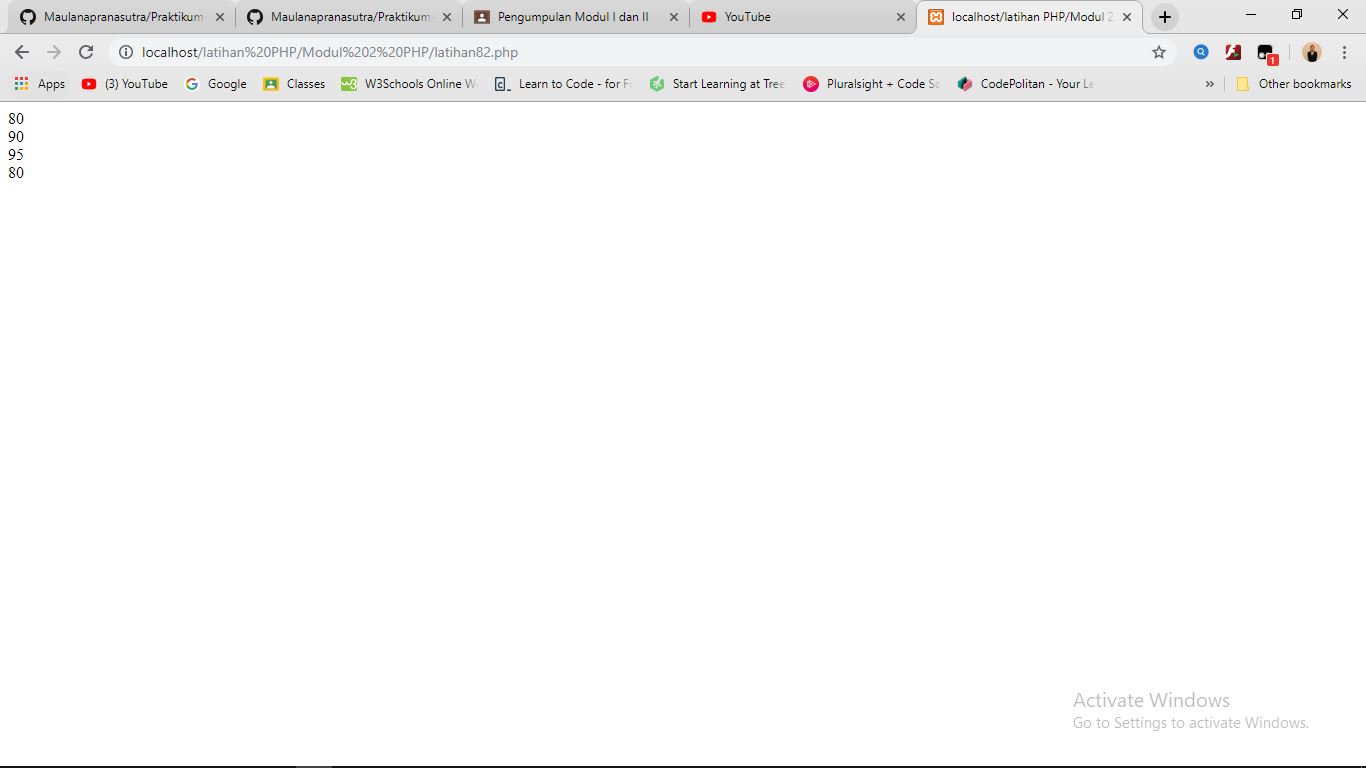 Maulanapranasutra/Praktikum-
Maulanapranasutra/Praktikum-
Pengumpulan Modul I dan II
YouTube
localhost/latihan PHP/Modul 2
localhost/latihan%20PHP/Modul%202%20PHP/latihan82.php
1
Apps
(3) YouTube
Google
Classes
W3Schools Online W
Learn to Code - for F
Start Learning at Tree
Pluralsight + Code Sc
CodePolitan - Your Le
»
Other bookmarks
80
90
95
80
Activate Windows
Go to Settings to activate Windows.